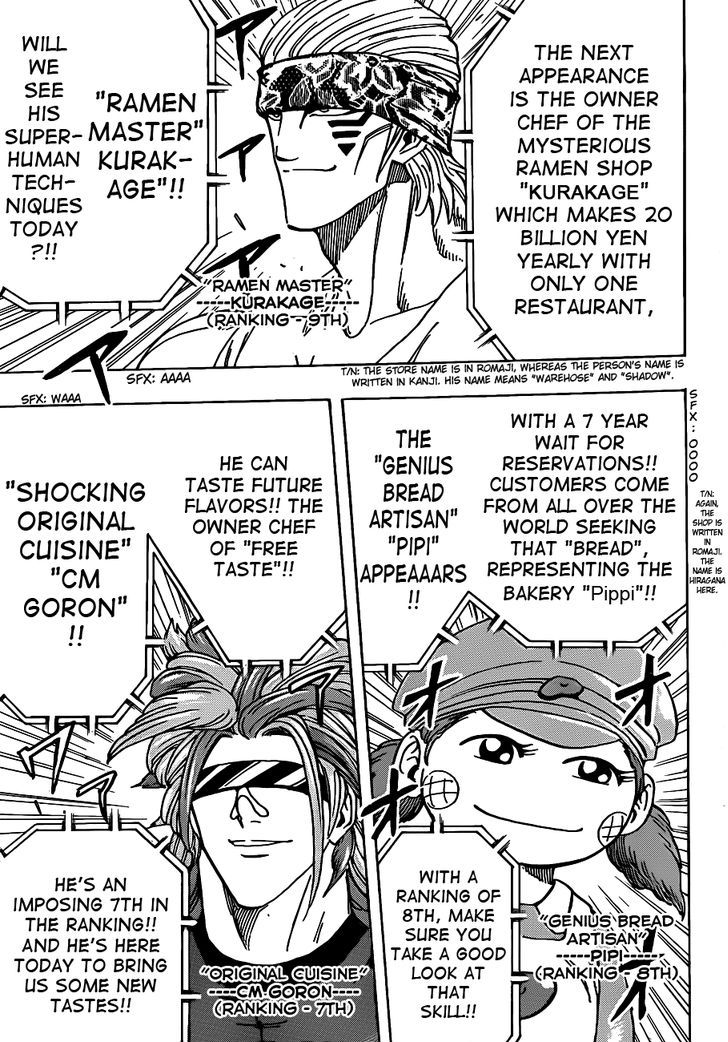 THE NEXT
APPEARANCE
IS THE OWNER
CHEF OF THE
MYSTERIOUS
RAMEN SHOP
"KURAKAGE"
WHICH MAKES 20
BILLION YEN
YEARLY WITH
ONLY ONE
RESTAURANT,
"RAMEN
MASTER"
KURAK-
AGE"!!
WILL
WE
SEE
HIS
SUPER-
HUMAN
TECH-
NIQUES
TODAY
?!!
"RAMEN MASTER"
-----KURAKAGE-----
(RANKING - 9TH)
T/N: THE STORE NAME IS IN ROMAJI, WHEREAS THE PERSON'S NAME IS
WRITTEN IN KANJI. HIS NAME MEANS "WAREHOSE" AND "SHADOW".
SFX: AAAA
SFX: WAAA
SFX: OOOO
T/N:
AGAIN,
THE
SHOP IS
WRITTEN
IN
ROMAJI.
THE
NAME IS
HIRAGANA
HERE.
WITH A 7 YEAR
WAIT FOR
RESERVATIONS!!
CUSTOMERS COME
FROM ALL OVER THE
WORLD SEEKING
THAT "BREAD",
REPRESENTING THE
BAKERY "Pippi"!!
THE
"GENIUS
BREAD
ARTISAN"
"PIPI"
APPEAAARS
!!
オ
オ
オ
オ
WITH A
RANKING OF
8TH, MAKE
SURE YOU
TAKE A GOOD
LOOK AT
THAT
SKILL!!
"GENIUS BREAD
ARTISAN"
-----PIPI-----
(RANKING - 8TH)
HE CAN
TASTE FUTURE
FLAVORS!! THE
OWNER CHEF
OF "FREE
TASTE"!!
"SHOCKING
ORIGINAL
CUISINE"
"CM
GORON"
!!
ワ
ア
ア
HE'S AN
IMPOSING 7TH IN
THE RANKING!!
AND HE'S HERE
TODAY TO BRING
US SOME NEW
TASTES!!
"ORIGINAL CUISINE"
----CM GORON----
(RANKING - 7TH)